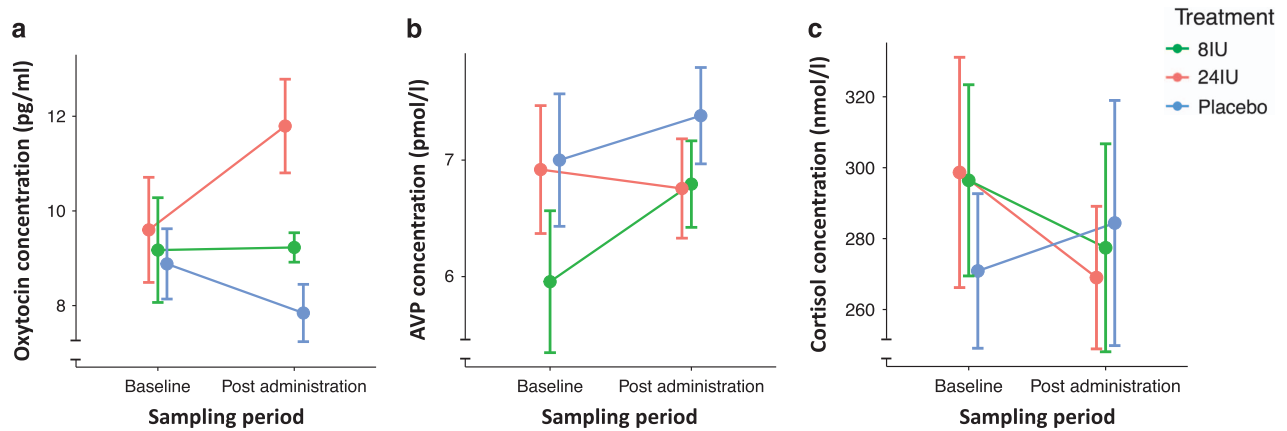 a
Oxytocin concentration (pg/ml)
12
10
8
Baseline
Post administration
Sampling period
b
AVP concentration (pmol/l)
7
6
Baseline
Post administration
Sampling period
c
Cortisol concentration (nmol/l)
320
300
280
260
Baseline
Post administration
Sampling period
Treatment
8IU
24IU
Placebo